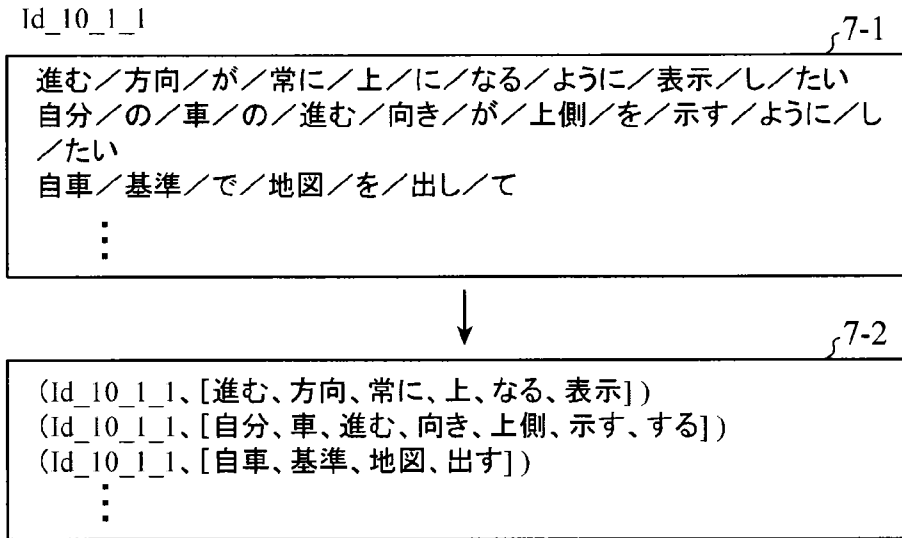 Id_10_1_1
7-1
進む／方向／が／常に／上／に／なる／ように／表示／し／たい
自分／の／車／の／進む／向き／が／上側／を／示す／ように／し
／たい
自車／基準／で／地図／を／出し／て
⋮
7-2
(Id_10_1_1、[進む、方向、常に、上、なる、表示])
(Id_10_1_1、[自分、車、進む、向き、上側、示す、する])
(Id_10_1_1、[自車、基準、地図、出す])
⋮